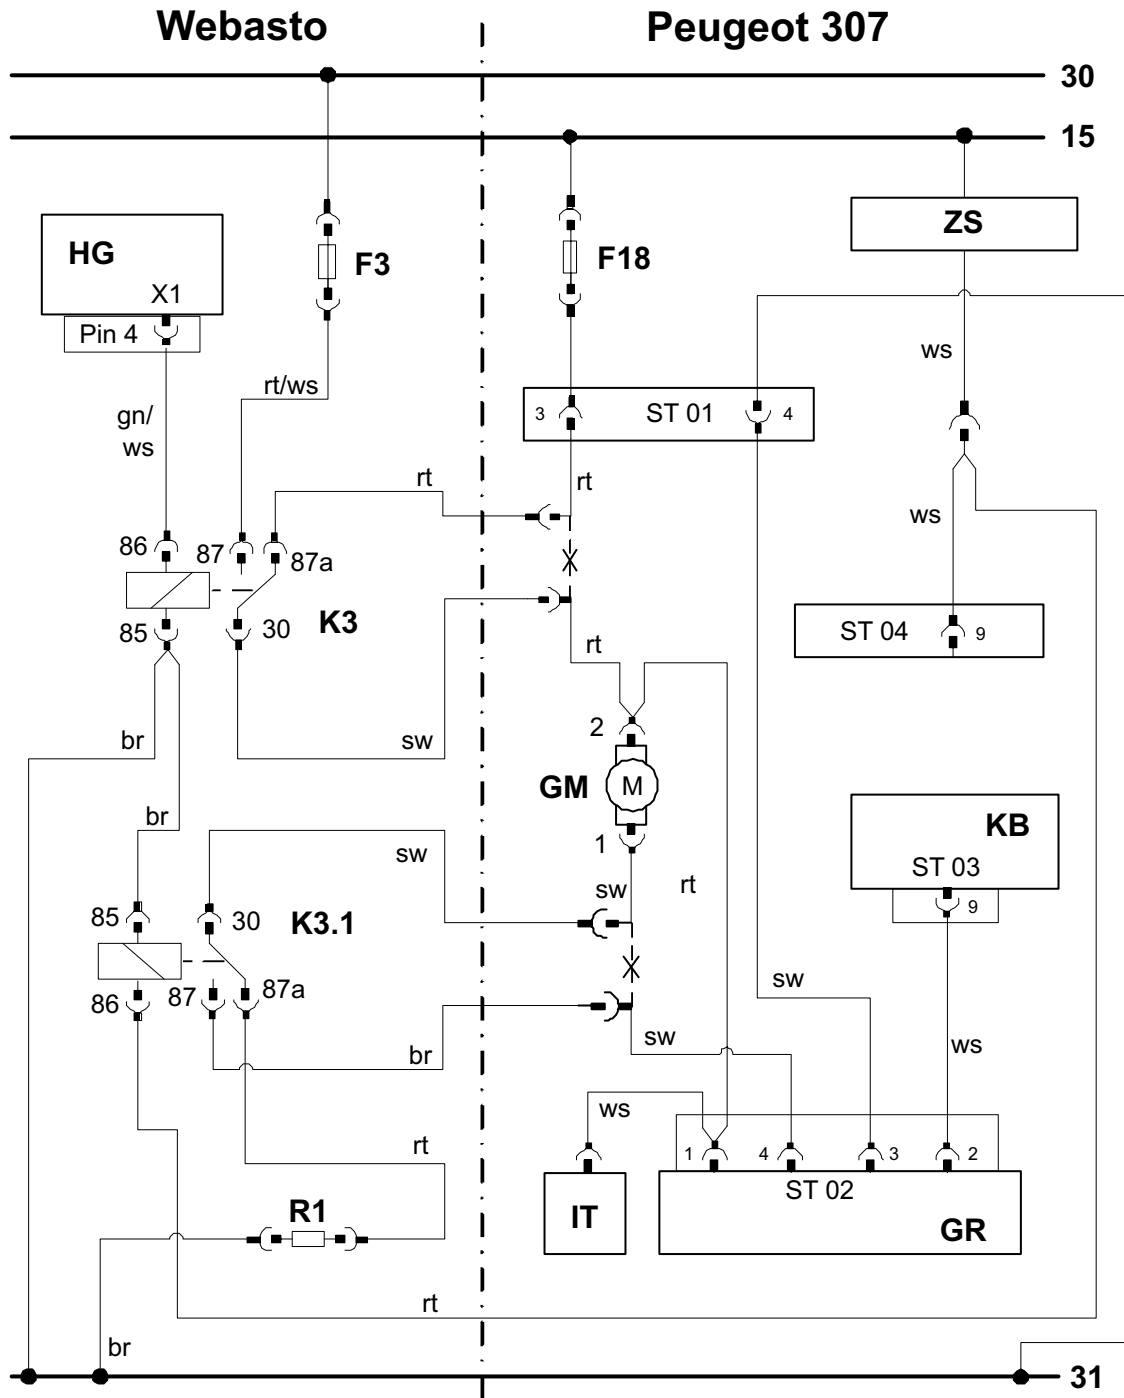 Webasto
Peugeot 307
30
15
HG
X1
Pin 4
F3
F18
ZS
ws
rt/ws
gn/
ws
3
ST 01
4
rt
rt
ws
86
87
87a
85
30
K3
ST 04
9
rt
br
sw
2
GM
M
1
KB
ST 03
9
br
sw
sw
rt
85
30
K3.1
86
87
87a
sw
sw
br
ws
ws
rt
1
4
3
2
ST 02
R1
IT
GR
rt
br
31